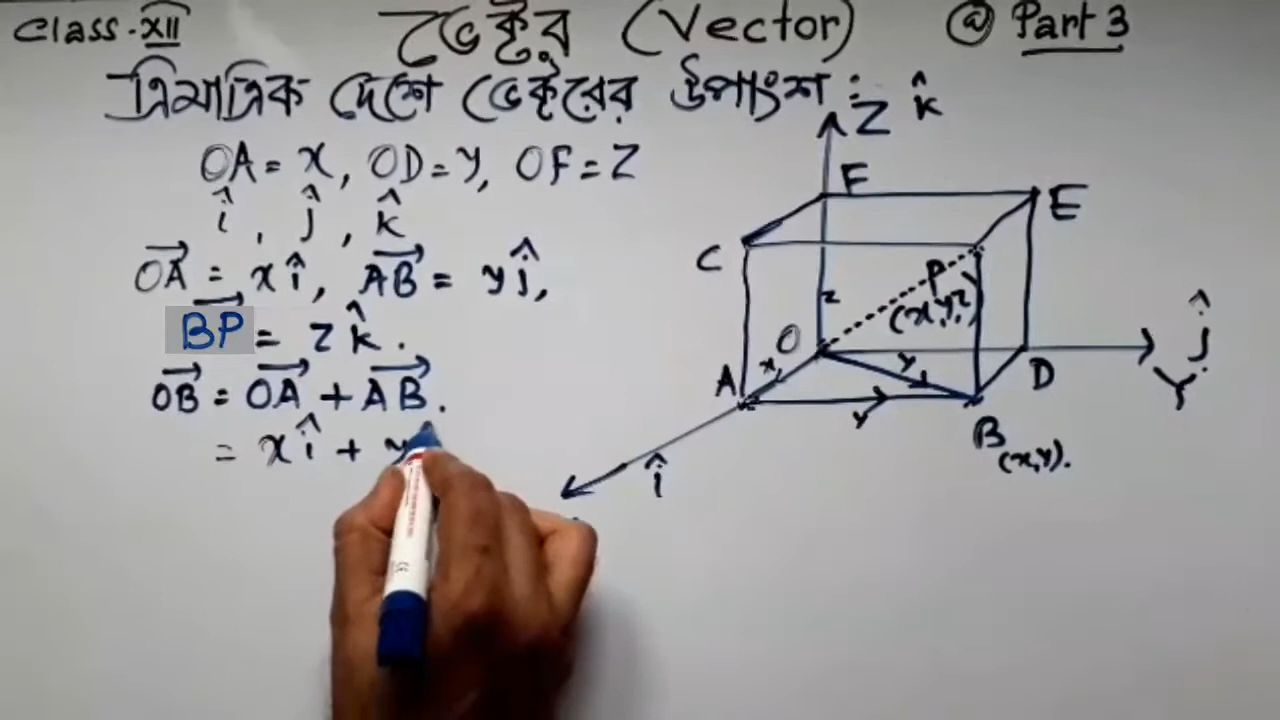 Class-XII ভেক্টর (Vector) @ Part 3
ত্রিমাত্রিক দেশে ভেক্টরের উপাংশ :
OA = x, OD = y, OF = Z
î, ĵ, k̂
OA→ = xî, AB→ = yĵ,
BP→ = zk̂.
OB→ = OA→ + AB→.
= xî + y
Z k̂
F
E
C
P
(x,y,z)
z
O
ĵ
Y
A
x
y
D
y
B
(x,y).
î